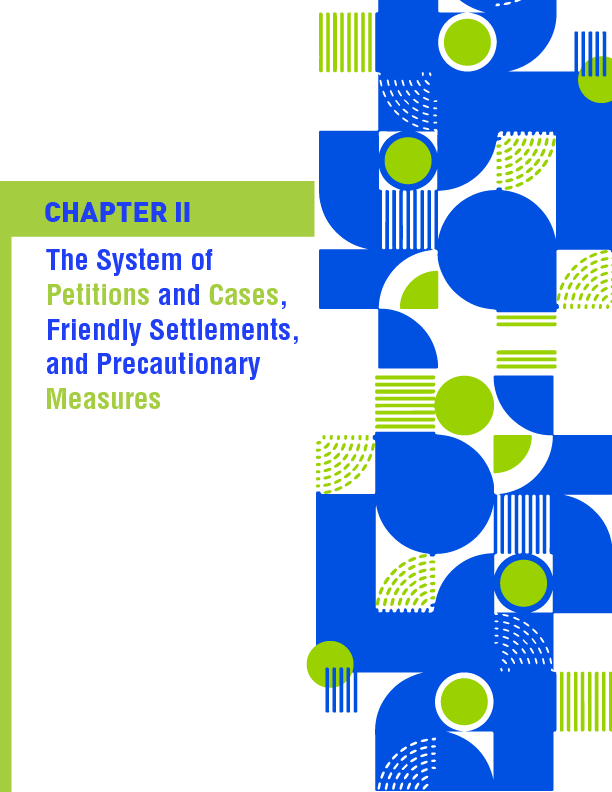 CHAPTER II
The System of
Petitions and Cases,
Friendly Settlements,
and Precautionary
Measures